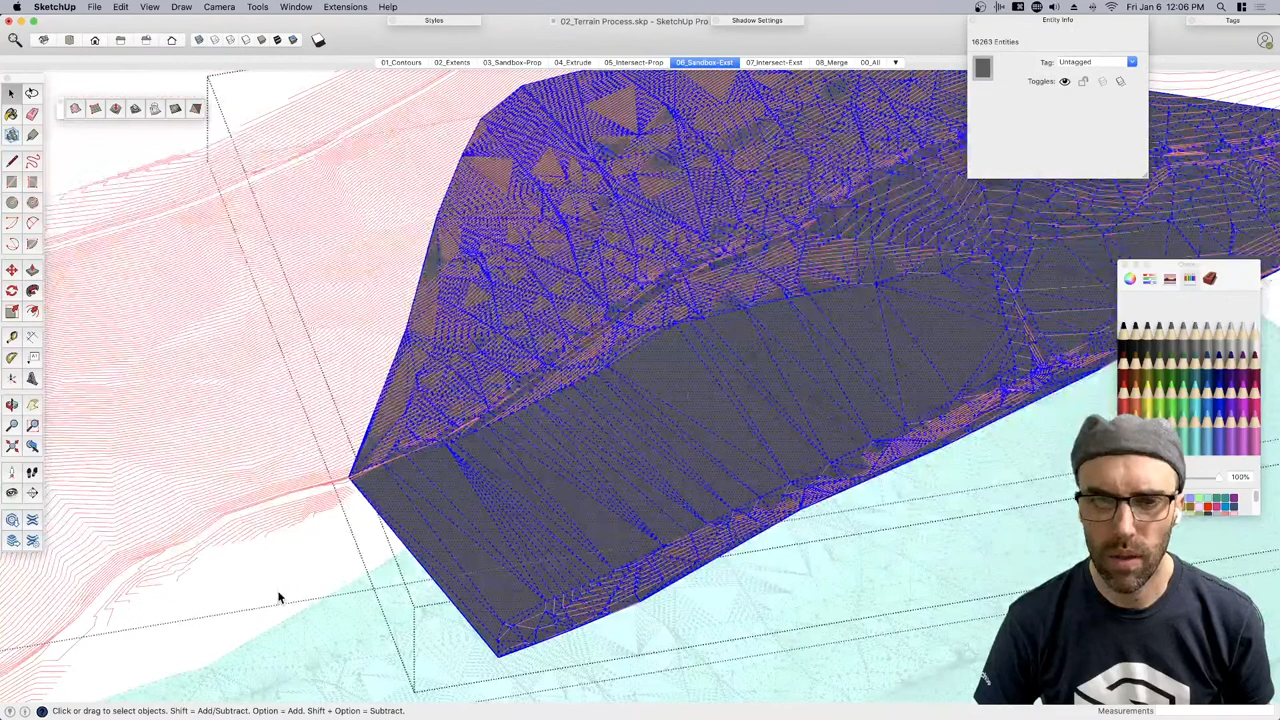 SketchUp File Edit View Camera Draw Tools Window Extensions Help
Fri Jan 6 12:06 PM
Styles
02_Terrain Process.skp - SketchUp Pro
Shadow Settings
Entity Info
Tags
16263 Entities
01_Contours 02_Extents 03_Sandbox-Prop 04_Extrude 05_Intersect-Prop 06_Sandbox-Exst 07_Intersect-Exst 08_Merge 00_All
Tag: Untagged
Toggles:
100%
Click or drag to select objects. Shift = Add/Subtract. Option = Add. Shift + Option = Subtract.
Measurements